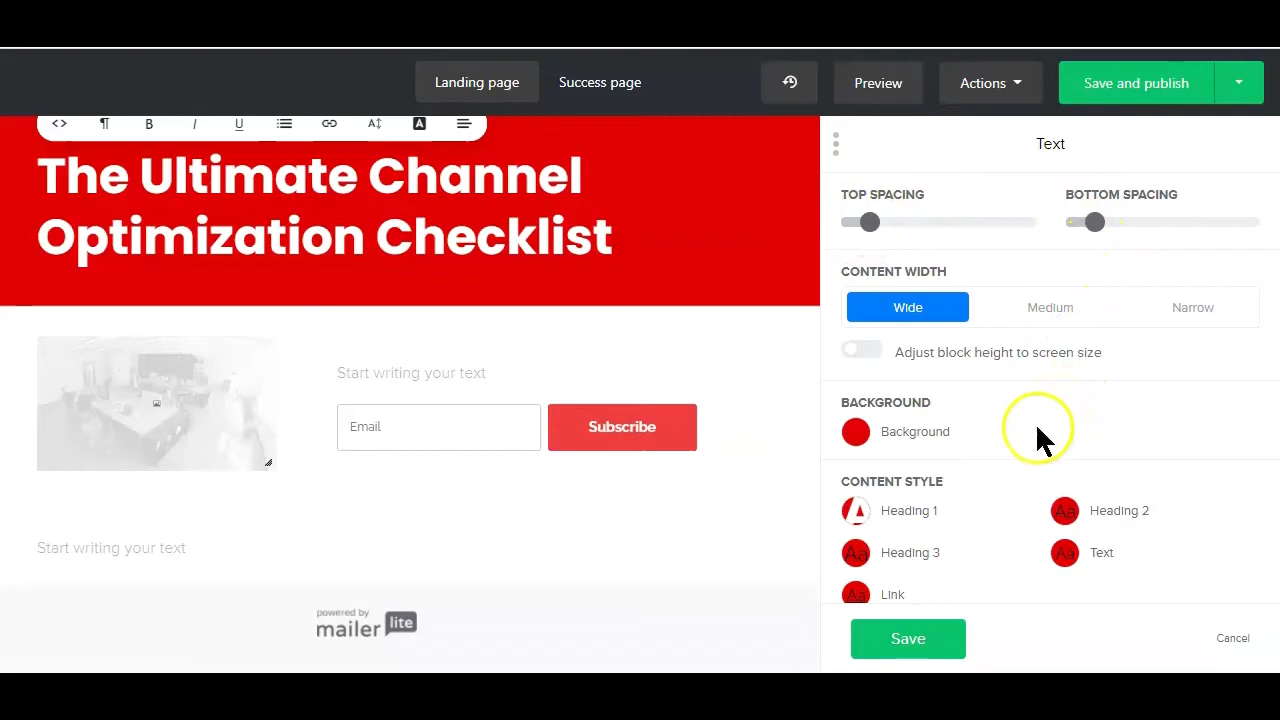 Landing page
Success page
Preview
Actions
Save and publish
The Ultimate Channel
Optimization Checklist
Start writing your text
Email
Subscribe
Start writing your text
powered by
mailer lite
Text
TOP SPACING
BOTTOM SPACING
CONTENT WIDTH
Wide
Medium
Narrow
Adjust block height to screen size
BACKGROUND
Background
CONTENT STYLE
Heading 1
Heading 2
Aa Heading 3
Aa Text
Aa Link
Save
Cancel